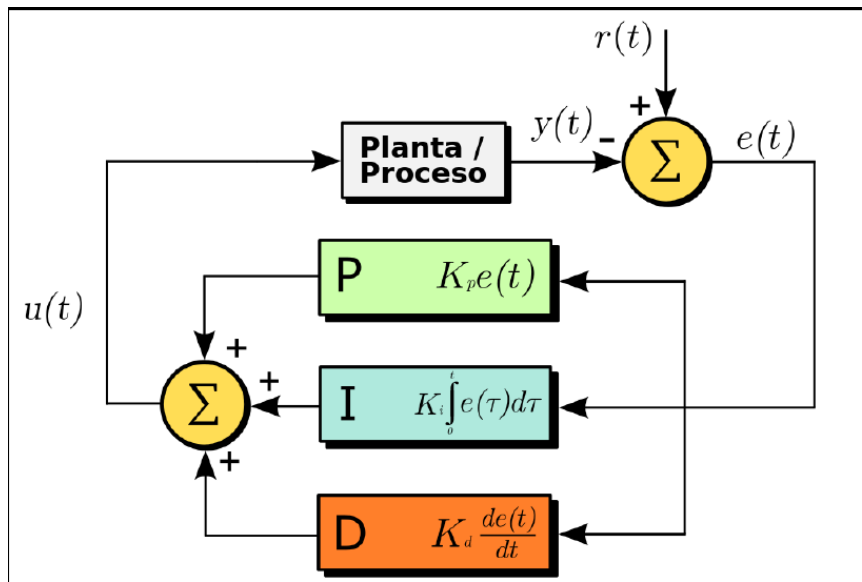 r(t)
+
Planta /
Proceso
y(t)
-
Σ
e(t)
P K_p e(t)
u(t)
+
Σ
+
I K_i ∫_0^t e(τ)dτ
+
D K_d de(t)/dt